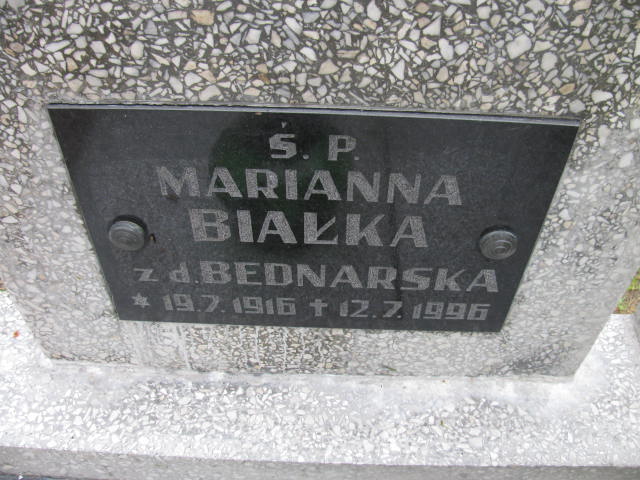 Ś. P.
MARIANNA
BIAŁKA
z d. BEDNARSKA
✡ 19.7.1916 ✝ 12.7.1996